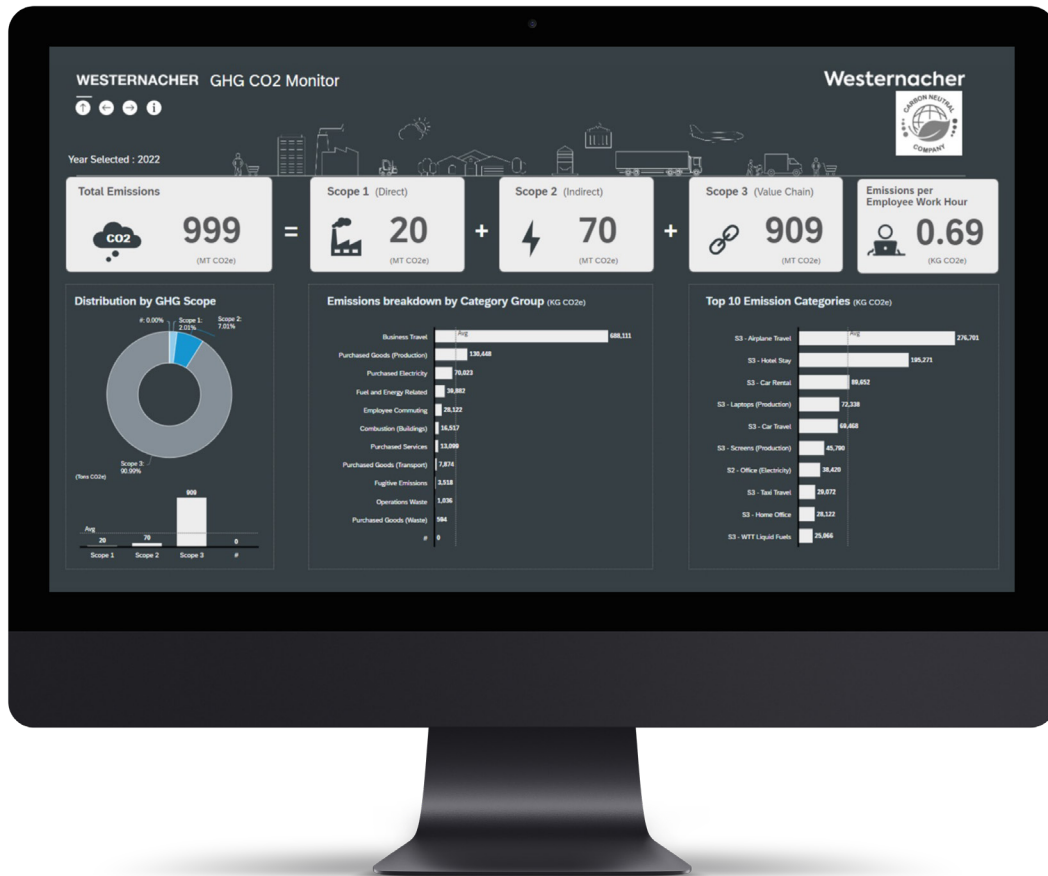 WESTERNACHER GHG CO2 Monitor
Westernacher
CARBON NEUTRAL
COMPANY
Year Selected : 2022
Total Emissions
CO2
999
(MT CO2e)
=
Scope 1 (Direct)
20
(MT CO2e)
+
Scope 2 (Indirect)
70
(MT CO2e)
+
Scope 3 (Value Chain)
909
(MT CO2e)
Emissions per
Employee Work Hour
0.69
(KG CO2e)
Distribution by GHG Scope
#: 0.00%
Scope 1:
2.01%
Scope 2:
7.01%
Scope 3:
90.99%
(Tons CO2e)
Avg
20
70
909
0
Scope 1
Scope 2
Scope 3
#
Emissions breakdown by Category Group (KG CO2e)
Avg
Business Travel 688,111
Purchased Goods (Production) 130,448
Purchased Electricity 70,023
Fuel and Energy Related
Employee Commuting 28,122
Combustion (Buildings) 16,517
Purchased Services 13,099
Purchased Goods (Transport) 7,874
Fugitive Emissions 3,518
Operations Waste 1,036
Purchased Goods (Waste) 594
# 0
Top 10 Emission Categories (KG CO2e)
Avg
S3 - Airplane Travel 276,701
S3 - Hotel Stay 195,271
S3 - Car Rental 89,652
S3 - Laptops (Production) 72,338
S3 - Car Travel
S3 - Screens (Production) 45,790
S2 - Office (Electricity) 38,420
S3 - Taxi Travel
S3 - Home Office 28,122
S3 - WTT Liquid Fuels 25,066